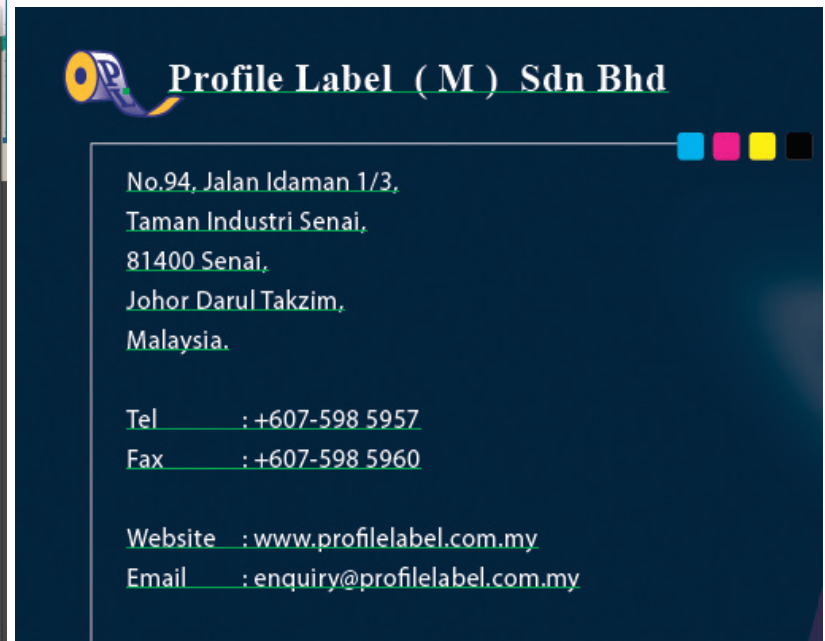 Profile Label ( M ) Sdn Bhd
No.94, Jalan Idaman 1/3,
Taman Industri Senai,
81400 Senai,
Johor Darul Takzim,
Malaysia.
Tel : +607-598 5957
Fax : +607-598 5960
Website : www.profilelabel.com.my
Email : enquiry@profilelabel.com.my